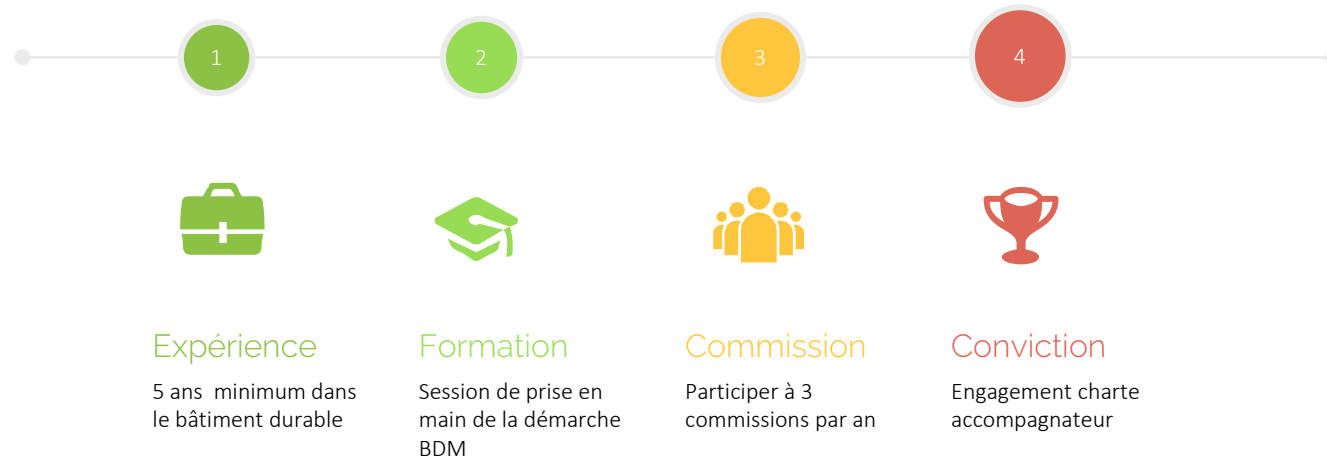 1
2
3
4
Expérience
5 ans  minimum dans
le bâtiment durable
Formation
Session de prise en
main de la démarche
BDM
Commission
Participer à 3
commissions par an
Conviction
Engagement charte
accompagnateur